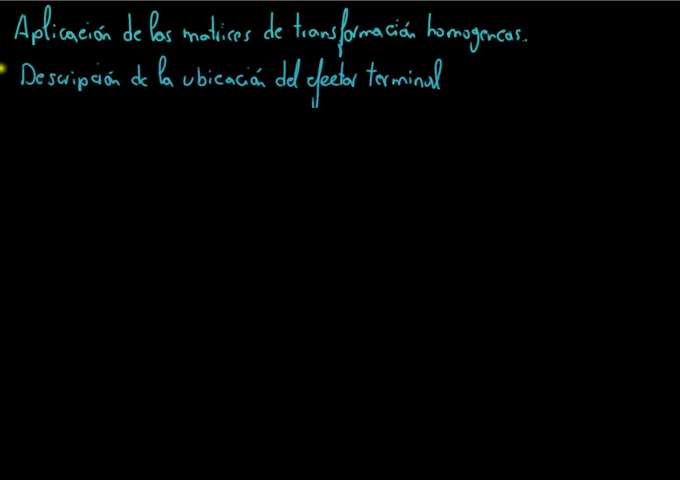 Aplicación de las matrices de transformación homogeneas.
Descripción de la ubicación del efector terminal